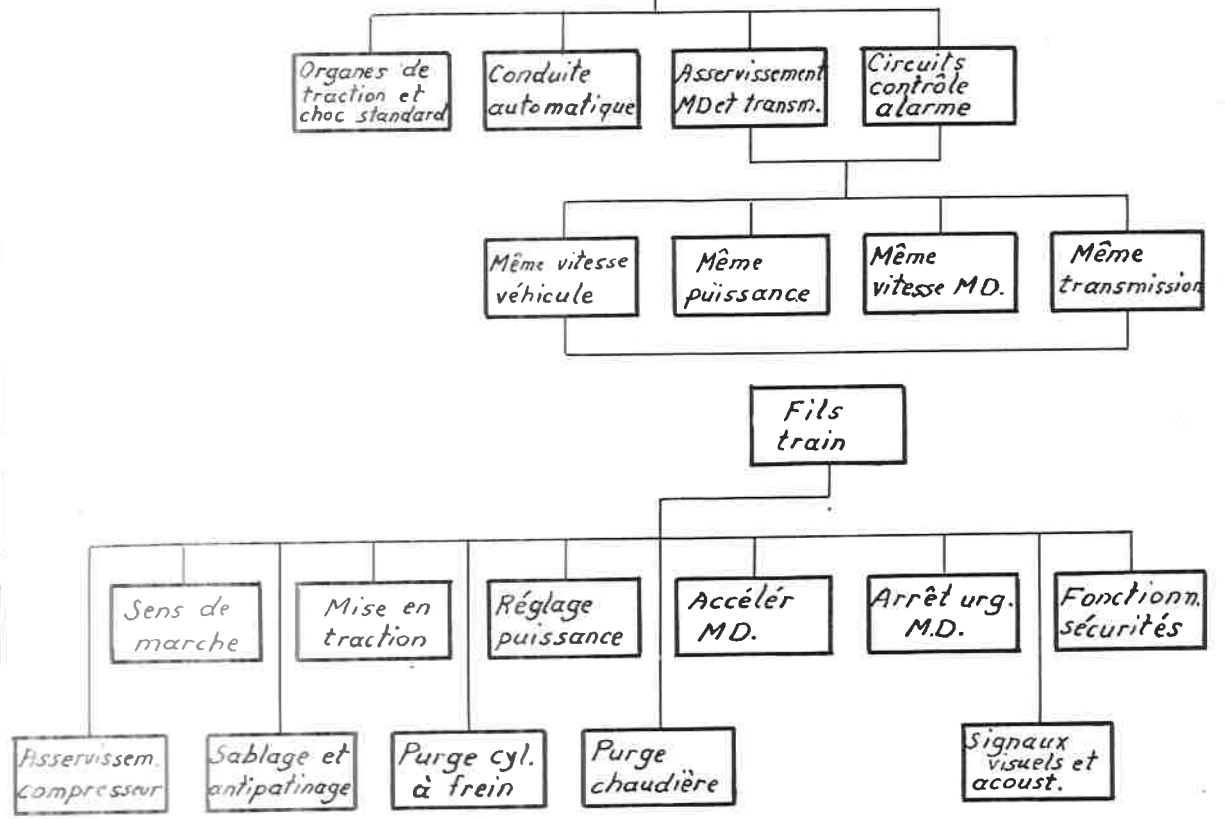 Organes de
traction et
choc standard
Conduite
automatique
Asservissement
MD et transm.
Circuits
contrôle
alarme
Même vitesse
véhicule
Même
puissance
Même
vitesse MD.
Même
transmission
Fils
train
Sens de
marche
Mise en
traction
Réglage
puissance
Accélér
MD.
Arrêt urg.
M.D.
Fonctionn.
sécurités
Asservissem.
compresseur
Sablage et
antipatinage
Purge cyl.
à frein
Purge
chaudière
Signaux
visuels et
acoust.